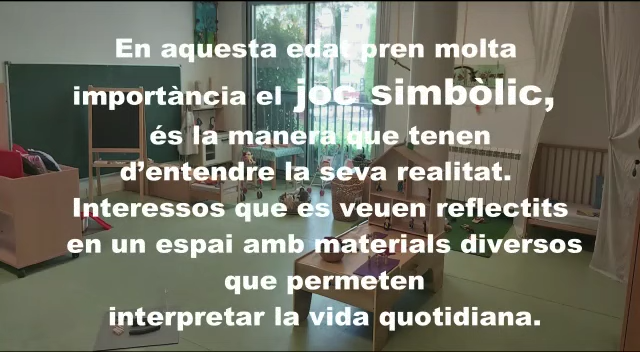 En aquesta edat pren molta
importància el joc simbòlic,
és la manera que tenen
d’entendre la seva realitat.
Interessos que es veuen reflectits
en un espai amb materials diversos
que permeten
interpretar la vida quotidiana.